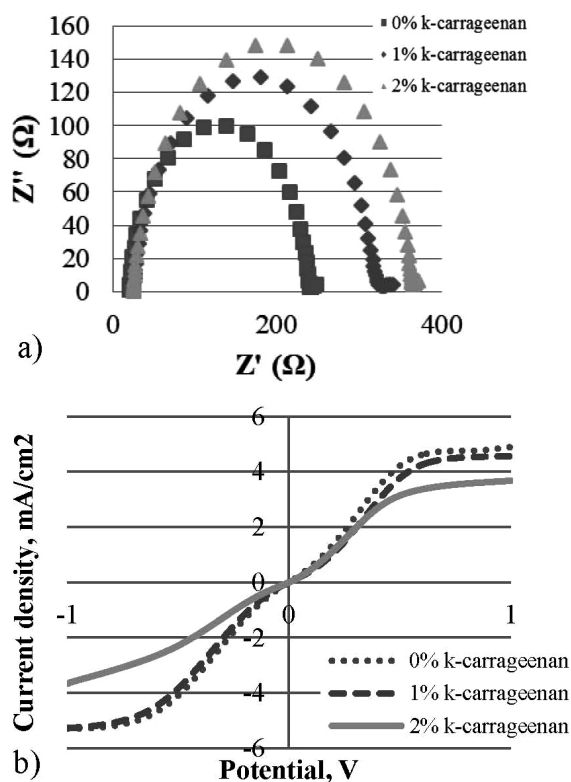 160
140
120
100
80
60
40
20
0
Z'' (Ω)
0% k-carrageenan
1% k-carrageenan
2% k-carrageenan
0
200
400
Z' (Ω)
a)
6
4
2
0
-2
-4
-6
-1
0
1
Current density, mA/cm2
0% k-carrageenan
1% k-carrageenan
2% k-carrageenan
b)
Potential, V